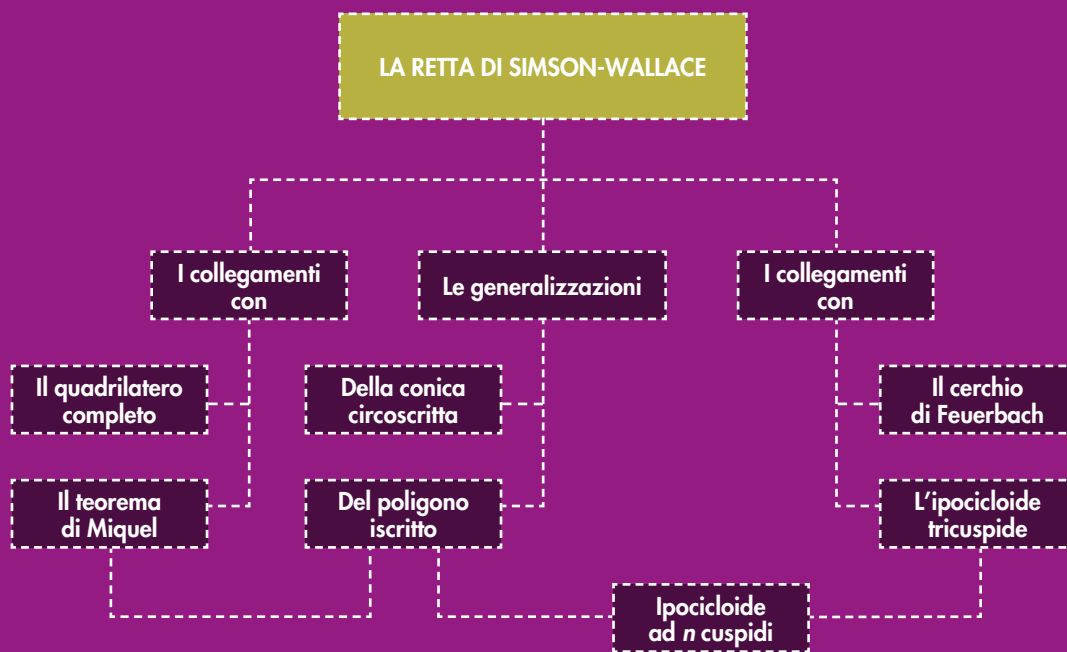 LA RETTA DI SIMSON-WALLACE
I collegamenti
con
Le generalizzazioni
I collegamenti
con
Il quadrilatero
completo
Della conica
circoscritta
Il cerchio
di Feuerbach
Il teorema
di Miquel
Del poligono
iscritto
L'ipocicloide
tricuspide
Ipocicloide
ad n cuspidi